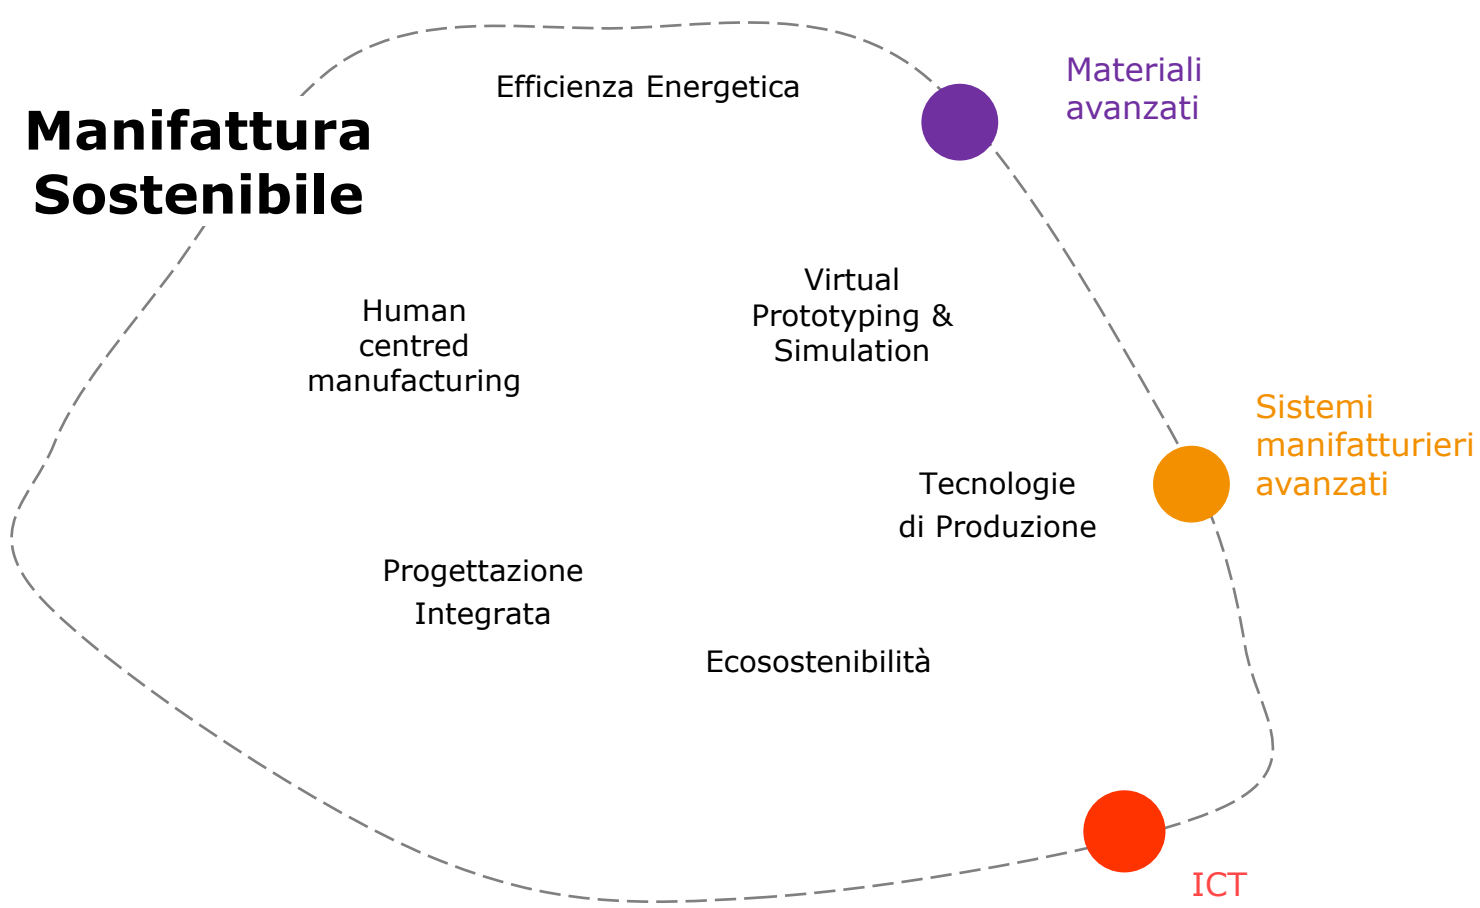 Efficienza Energetica
Materiali
avanzati
Manifattura
Sostenibile
Virtual
Prototyping &
Simulation
Human
centred
manufacturing
Sistemi
manifatturieri
avanzati
Tecnologie
di Produzione
Progettazione
Integrata
Ecosostenibilità
ICT